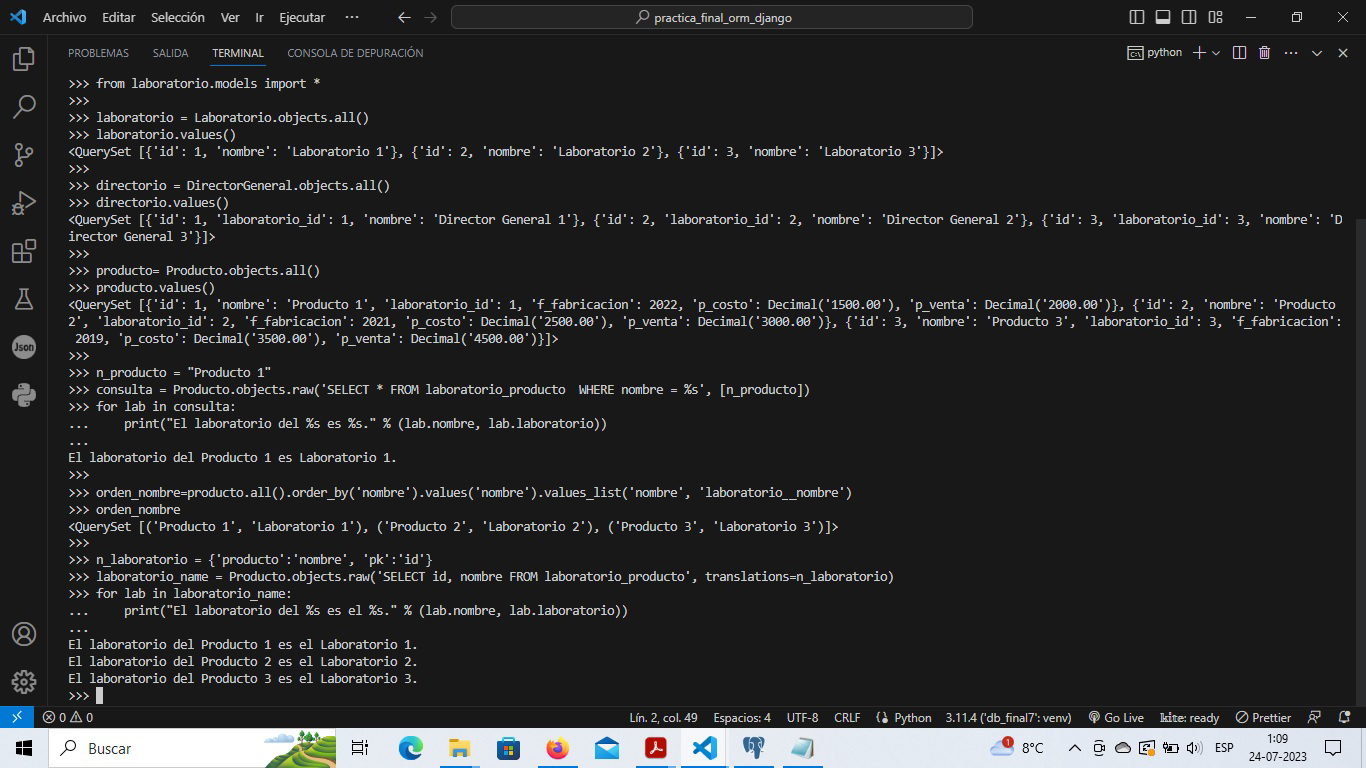 Archivo Editar Selección Ver Ir Ejecutar ··· practica_final_orm_django
PROBLEMAS SALIDA TERMINAL CONSOLA DE DEPURACIÓN python
>>> from laboratorio.models import *
>>>
>>> laboratorio = Laboratorio.objects.all()
>>> laboratorio.values()
<QuerySet [{'id': 1, 'nombre': 'Laboratorio 1'}, {'id': 2, 'nombre': 'Laboratorio 2'}, {'id': 3, 'nombre': 'Laboratorio 3'}]>
>>>
>>> directorio = DirectorGeneral.objects.all()
>>> directorio.values()
<QuerySet [{'id': 1, 'laboratorio_id': 1, 'nombre': 'Director General 1'}, {'id': 2, 'laboratorio_id': 2, 'nombre': 'Director General 2'}, {'id': 3, 'laboratorio_id': 3, 'nombre': 'D
irector General 3'}]>
>>>
>>> producto= Producto.objects.all()
>>> producto.values()
<QuerySet [{'id': 1, 'nombre': 'Producto 1', 'laboratorio_id': 1, 'f_fabricacion': 2022, 'p_costo': Decimal('1500.00'), 'p_venta': Decimal('2000.00')}, {'id': 2, 'nombre': 'Producto
2', 'laboratorio_id': 2, 'f_fabricacion': 2021, 'p_costo': Decimal('2500.00'), 'p_venta': Decimal('3000.00')}, {'id': 3, 'nombre': 'Producto 3', 'laboratorio_id': 3, 'f_fabricacion':
2019, 'p_costo': Decimal('3500.00'), 'p_venta': Decimal('4500.00')}]>
>>>
>>> n_producto = "Producto 1"
>>> consulta = Producto.objects.raw('SELECT * FROM laboratorio_producto  WHERE nombre = %s', [n_producto])
>>> for lab in consulta:
...     print("El laboratorio del %s es %s." % (lab.nombre, lab.laboratorio))
...
El laboratorio del Producto 1 es Laboratorio 1.
>>>
>>> orden_nombre=producto.all().order_by('nombre').values('nombre').values_list('nombre', 'laboratorio__nombre')
>>> orden_nombre
<QuerySet [('Producto 1', 'Laboratorio 1'), ('Producto 2', 'Laboratorio 2'), ('Producto 3', 'Laboratorio 3')]>
>>>
>>> n_laboratorio = {'producto':'nombre', 'pk':'id'}
>>> laboratorio_name = Producto.objects.raw('SELECT id, nombre FROM laboratorio_producto', translations=n_laboratorio)
>>> for lab in laboratorio_name:
...     print("El laboratorio del %s es el %s." % (lab.nombre, lab.laboratorio))
...
El laboratorio del Producto 1 es el Laboratorio 1.
El laboratorio del Producto 2 es el Laboratorio 2.
El laboratorio del Producto 3 es el Laboratorio 3.
>>>
Json
0 0 Lín. 2, col. 49 Espacios: 4 UTF-8 CRLF Python 3.11.4 ('db_final7': venv) Go Live kite: ready Prettier
Buscar 1 8°C ESP 1:09
24-07-2023